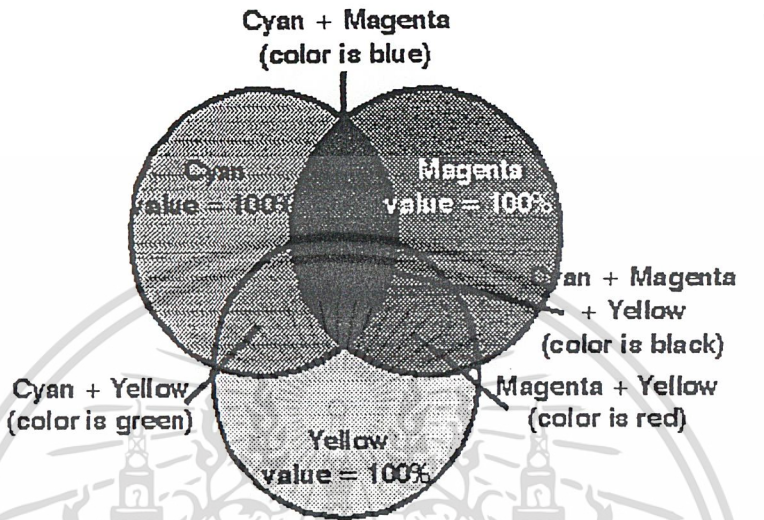 Cyan + Magenta
(color is blue)
Cyan
value = 100%
Magenta
value = 100%
Cyan + Magenta
+ Yellow
(color is black)
Cyan + Yellow
(color is green)
Magenta + Yellow
(color is red)
Yellow
value = 100%